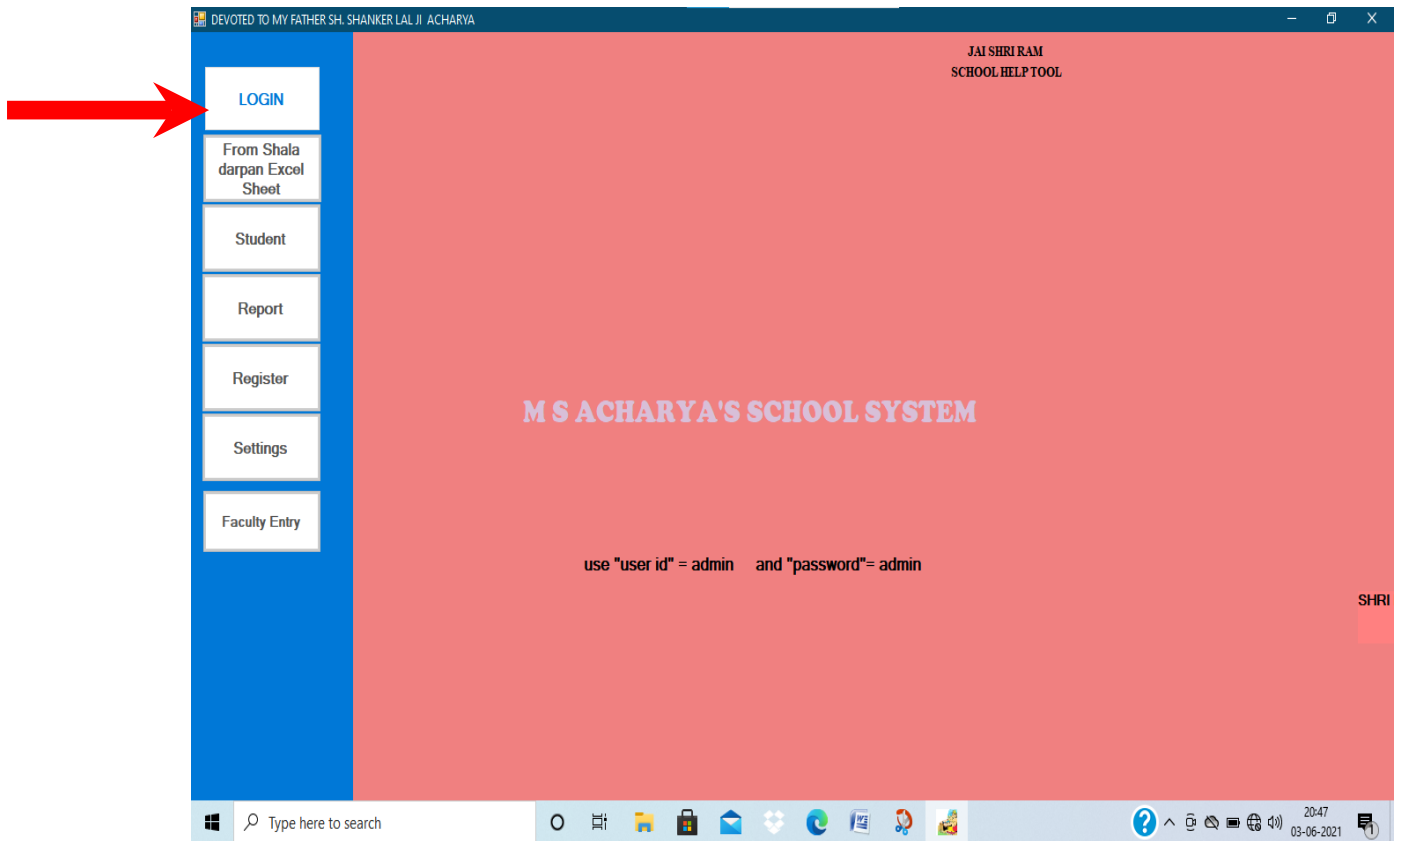 DEVOTED TO MY FATHER SH. SHANKER LAL JI ACHARYA
JAI SHRI RAM
SCHOOL HELP TOOL
LOGIN
From Shala
darpan Excel
Sheet
Student
Report
Register
Settings
Faculty Entry
M S ACHARYA'S SCHOOL SYSTEM
use "user id" = admin and "password"= admin
SHRI
Type here to search
20:47
03-06-2021
1